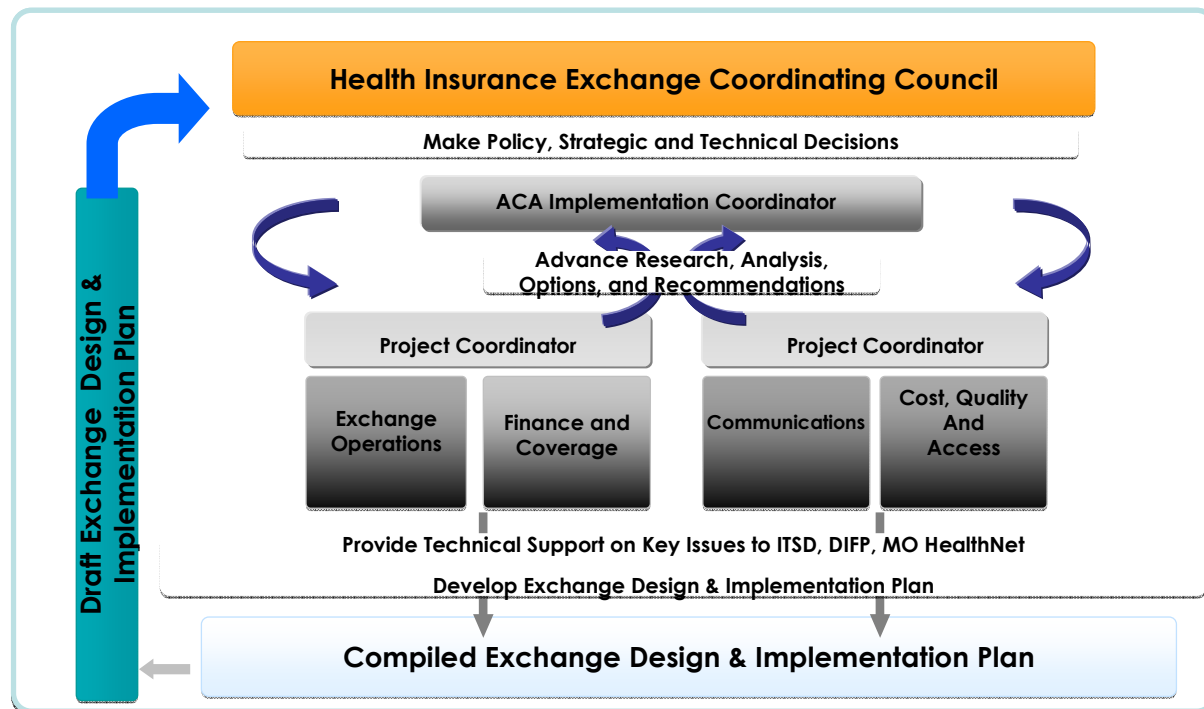 Health Insurance Exchange Coordinating Council
Make Policy, Strategic and Technical Decisions
ACA Implementation Coordinator
Advance Research, Analysis,
Options, and Recommendations
Project Coordinator
Project Coordinator
Exchange
Operations
Finance and
Coverage
Communications
Cost, Quality
And
Access
Provide Technical Support on Key Issues to ITSD, DIFP, MO HealthNet
Develop Exchange Design & Implementation Plan
Compiled Exchange Design & Implementation Plan
Draft Exchange Design &
Implementation Plan